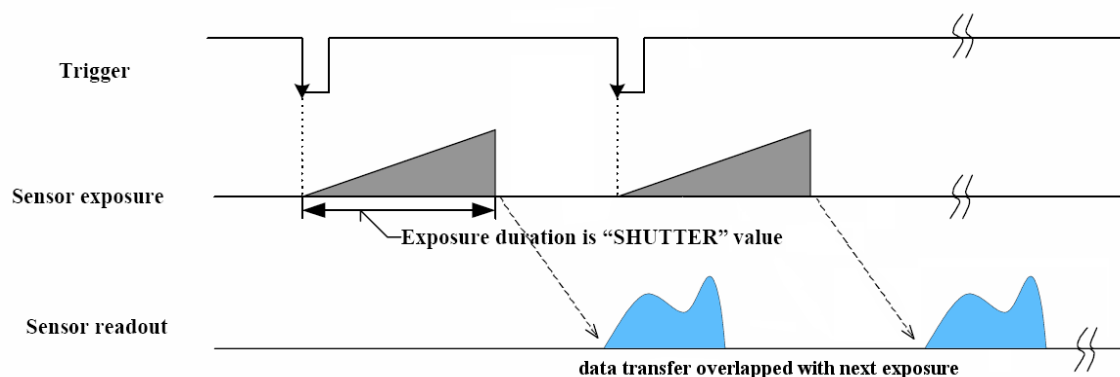 Trigger
Sensor exposure
Exposure duration is “SHUTTER” value
Sensor readout
data transfer overlapped with next exposure